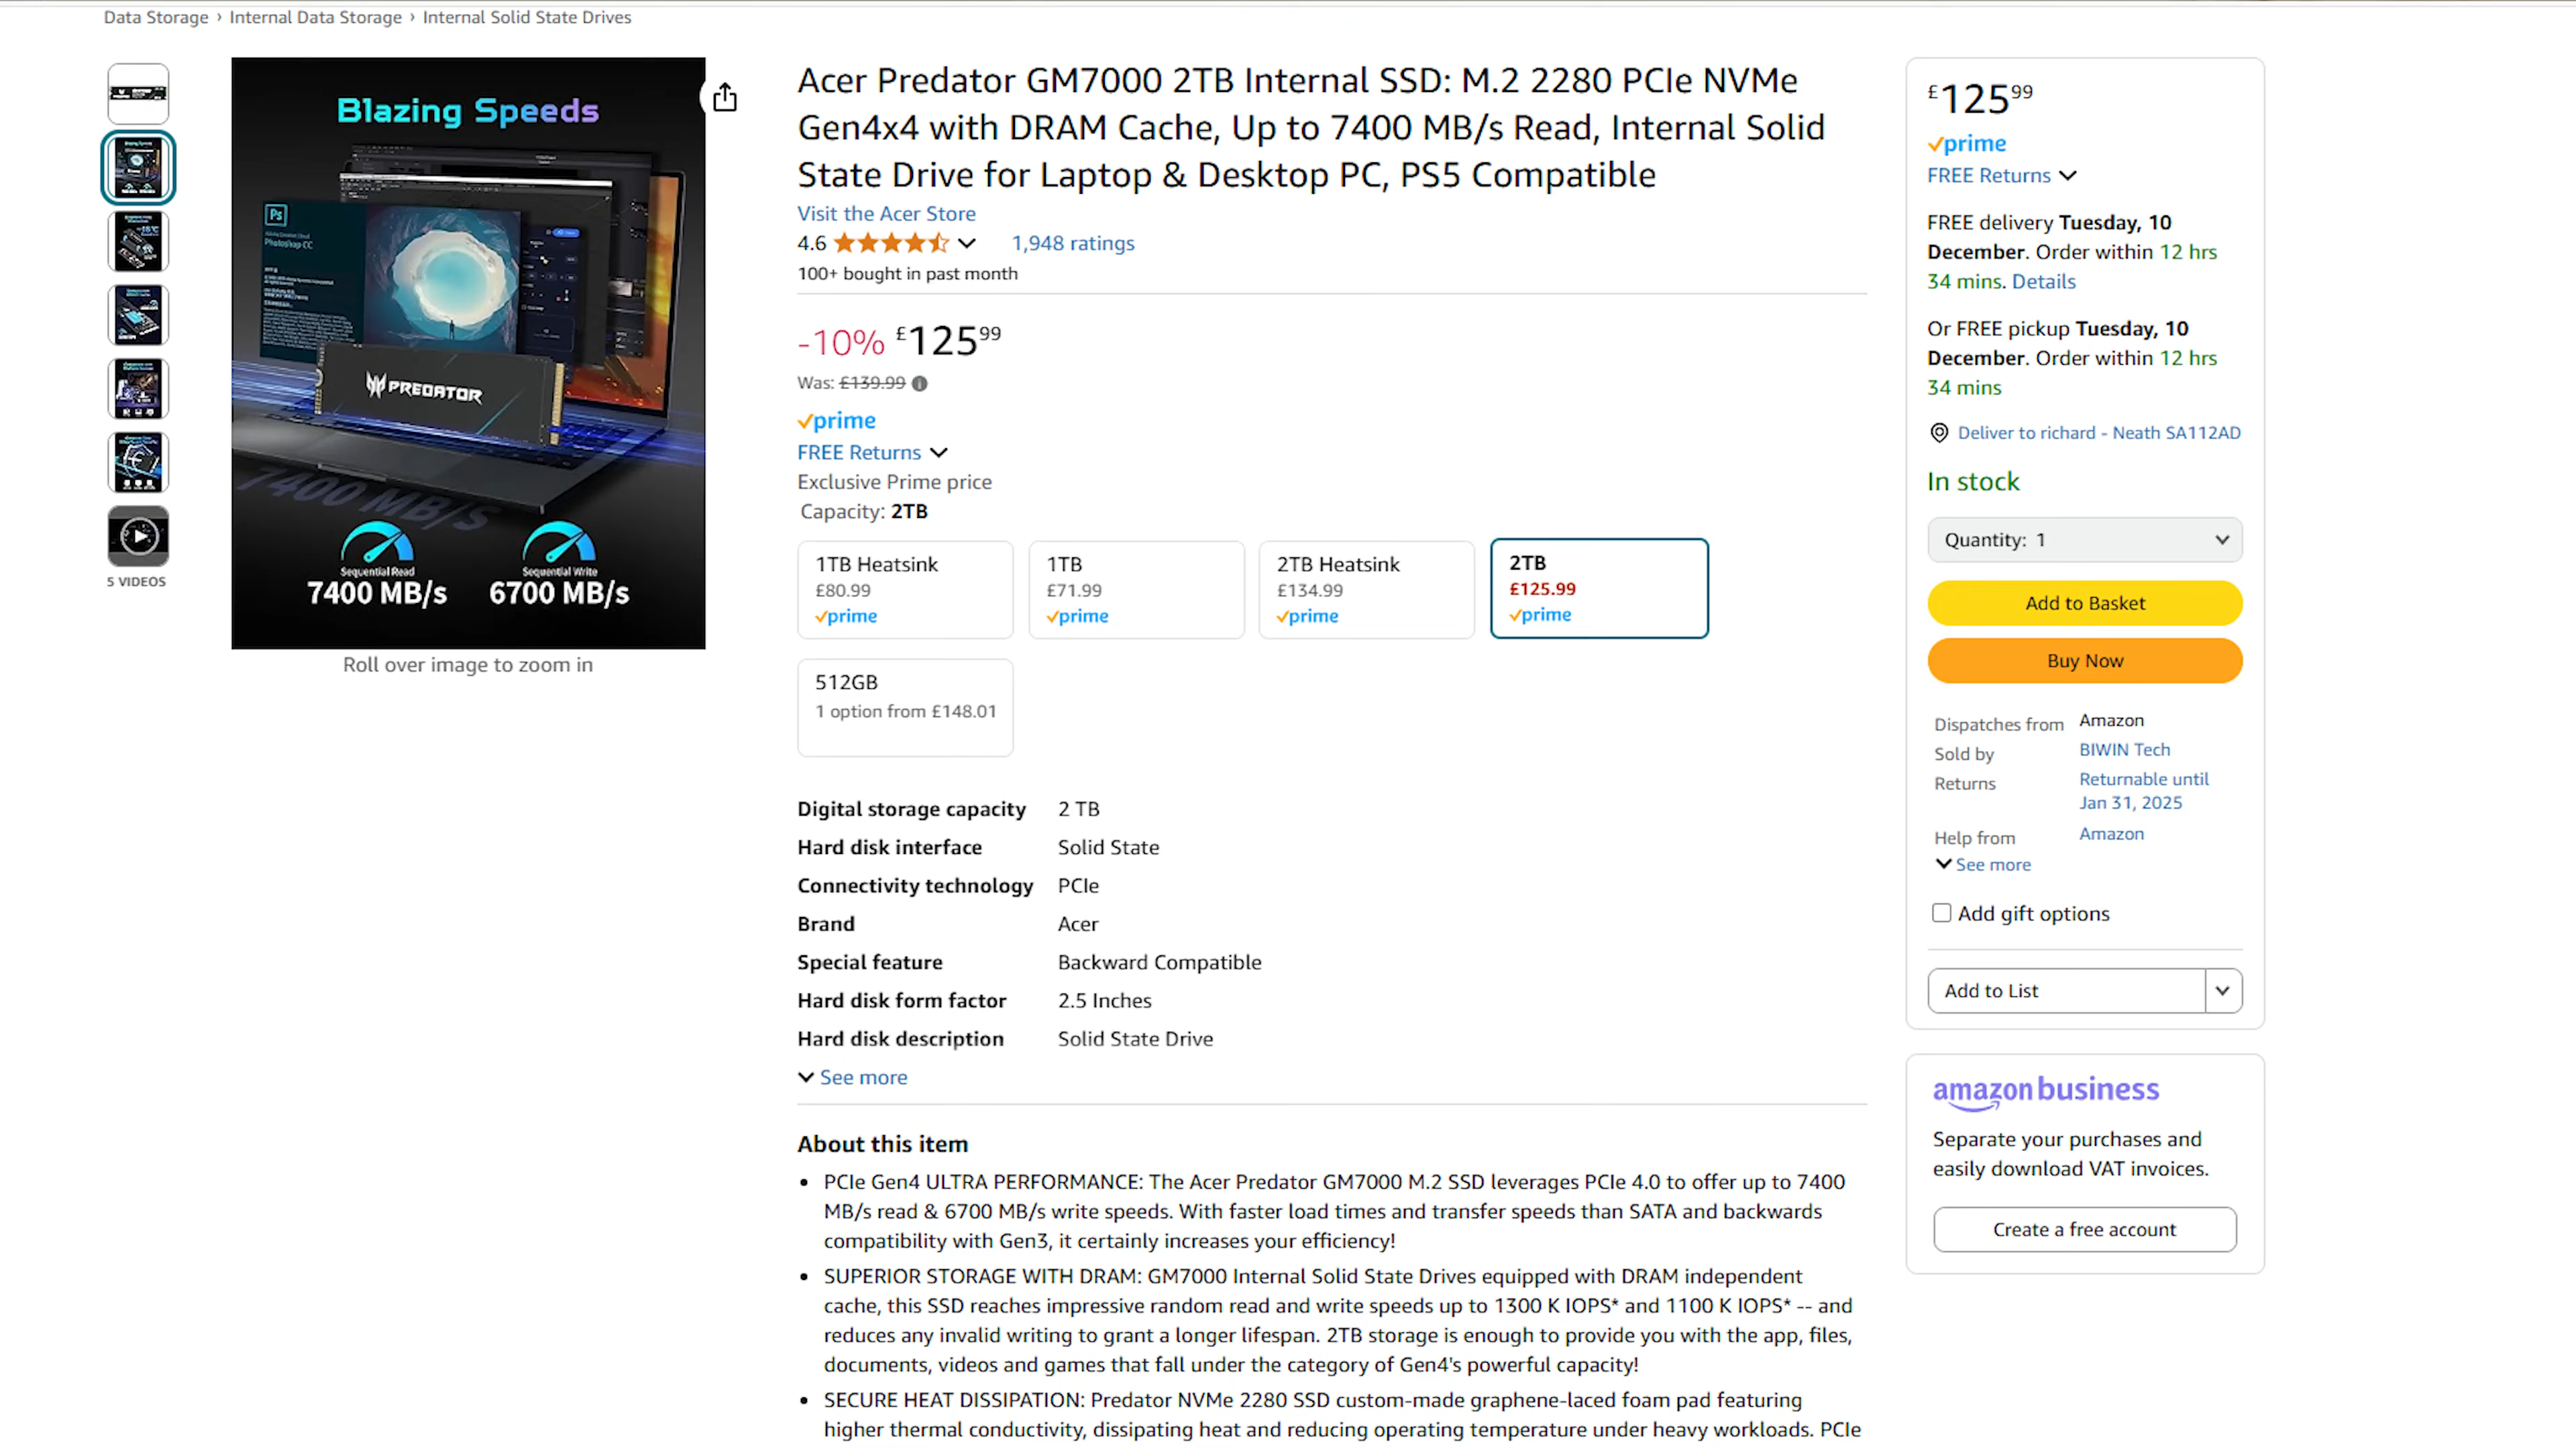 Data Storage › Internal Data Storage › Internal Solid State Drives
5 VIDEOS
Blazing Speeds
Ps
Photoshop CC
PREDATOR
7400 MB/s
Sequential Read
7400 MB/s
Sequential Write
6700 MB/s
Roll over image to zoom in
Acer Predator GM7000 2TB Internal SSD: M.2 2280 PCIe NVMe
Gen4x4 with DRAM Cache, Up to 7400 MB/s Read, Internal Solid
State Drive for Laptop & Desktop PC, PS5 Compatible
Visit the Acer Store
4.6 1,948 ratings
100+ bought in past month
-10% £125.99
Was: £139.99
prime
FREE Returns
Exclusive Prime price
Capacity: 2TB
1TB Heatsink
£80.99
prime
1TB
£71.99
prime
2TB Heatsink
£134.99
prime
2TB
£125.99
prime
512GB
1 option from £148.01
Digital storage capacity 2 TB
Hard disk interface Solid State
Connectivity technology PCIe
Brand Acer
Special feature Backward Compatible
Hard disk form factor 2.5 Inches
Hard disk description Solid State Drive
See more
About this item
• PCIe Gen4 ULTRA PERFORMANCE: The Acer Predator GM7000 M.2 SSD leverages PCIe 4.0 to offer up to 7400
MB/s read & 6700 MB/s write speeds. With faster load times and transfer speeds than SATA and backwards
compatibility with Gen3, it certainly increases your efficiency!
• SUPERIOR STORAGE WITH DRAM: GM7000 Internal Solid State Drives equipped with DRAM independent
cache, this SSD reaches impressive random read and write speeds up to 1300 K IOPS* and 1100 K IOPS* -- and
reduces any invalid writing to grant a longer lifespan. 2TB storage is enough to provide you with the app, files,
documents, videos and games that fall under the category of Gen4's powerful capacity!
• SECURE HEAT DISSIPATION: Predator NVMe 2280 SSD custom-made graphene-laced foam pad featuring
higher thermal conductivity, dissipating heat and reducing operating temperature under heavy workloads. PCIe
£125.99
prime
FREE Returns
FREE delivery Tuesday, 10
December. Order within 12 hrs
34 mins. Details
Or FREE pickup Tuesday, 10
December. Order within 12 hrs
34 mins
Deliver to richard - Neath SA112AD
In stock
Quantity: 1
Add to Basket
Buy Now
Dispatches from Amazon
Sold by BIWIN Tech
Returns Returnable until
Jan 31, 2025
Help from Amazon
See more
Add gift options
Add to List
amazon business
Separate your purchases and
easily download VAT invoices.
Create a free account